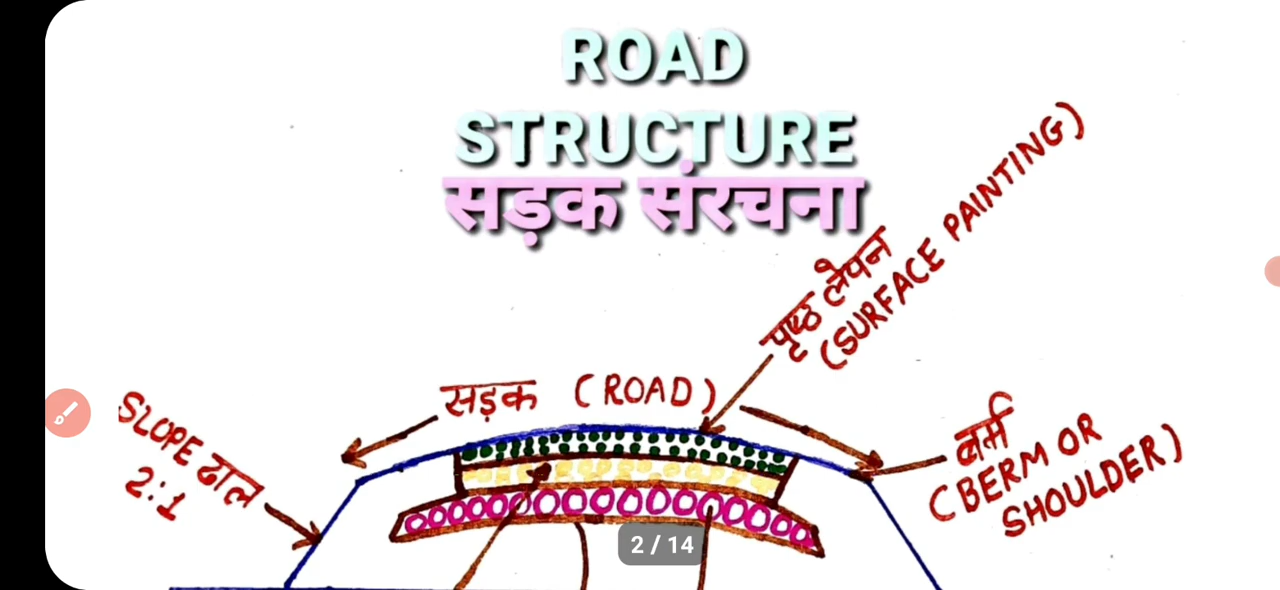 ROAD
STRUCTURE
सड़क संरचना
पृष्ठ लेपन
(SURFACE PAINTING)
सड़क (ROAD)
SLOPE ढाल
2:1
बर्म
(BERM OR
SHOULDER)
2 / 14